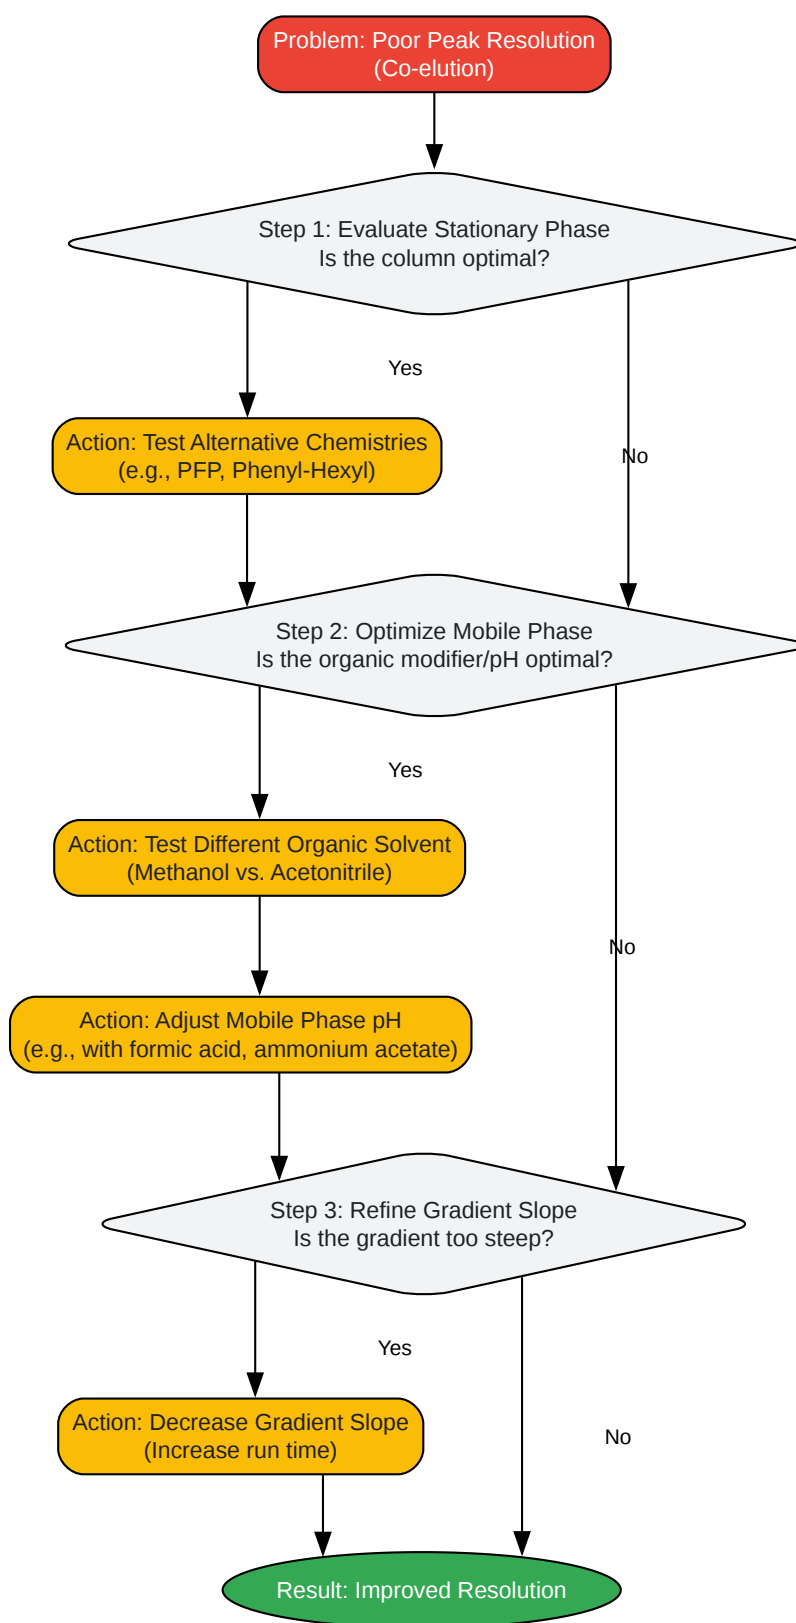 Problem: Poor Peak Resolution
(Co-elution)
Step 1: Evaluate Stationary Phase
Is the column optimal?
Yes
Action: Test Alternative Chemistries
(e.g., PFP, Phenyl-Hexyl)
No
Step 2: Optimize Mobile Phase
Is the organic modifier/pH optimal?
Yes
Action: Test Different Organic Solvent
(Methanol vs. Acetonitrile)
No
Action: Adjust Mobile Phase pH
(e.g., with formic acid, ammonium acetate)
Step 3: Refine Gradient Slope
Is the gradient too steep?
Yes
Action: Decrease Gradient Slope
(Increase run time)
No
Result: Improved Resolution